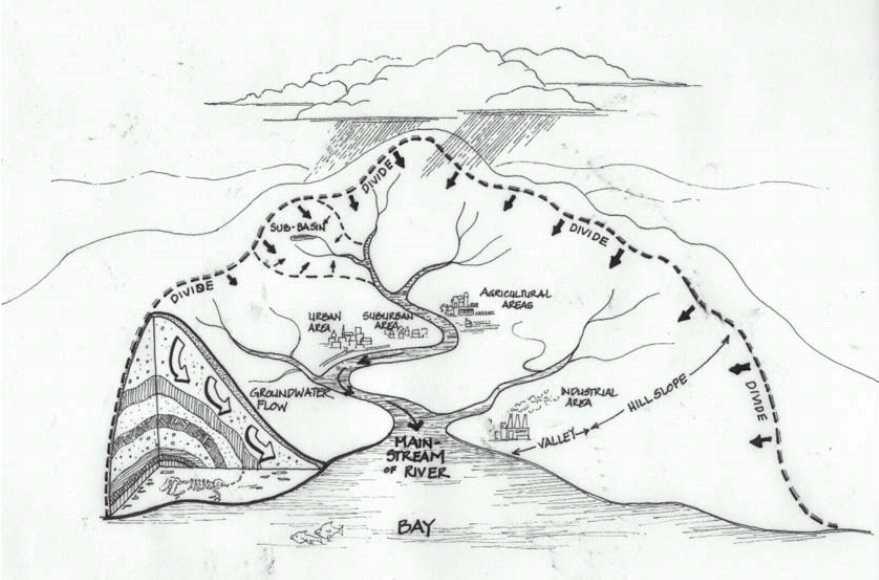 DIVIDE
SUB-BASIN
DIVIDE
DIVIDE
AGRICULTURAL
AREAS
URBAN
AREA
SUBURBAN
AREA
GROUNDWATER
FLOW
INDUSTRIAL
AREA
HILL SLOPE
DIVIDE
VALLEY
MAIN-
STREAM
OF RIVER
BAY